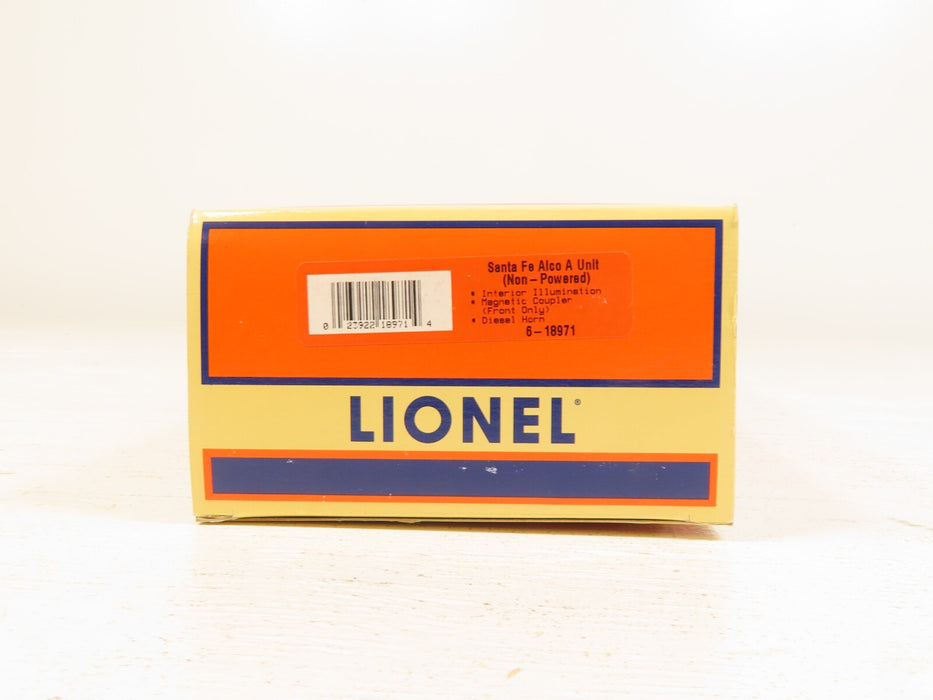 Santa Fe Alco A Unit
(Non-Powered)
• Interior Illumination
• Magnetic Coupler
(Front Only)
• Diesel Horn
6-18971
0 23922 18971 4
LIONEL®